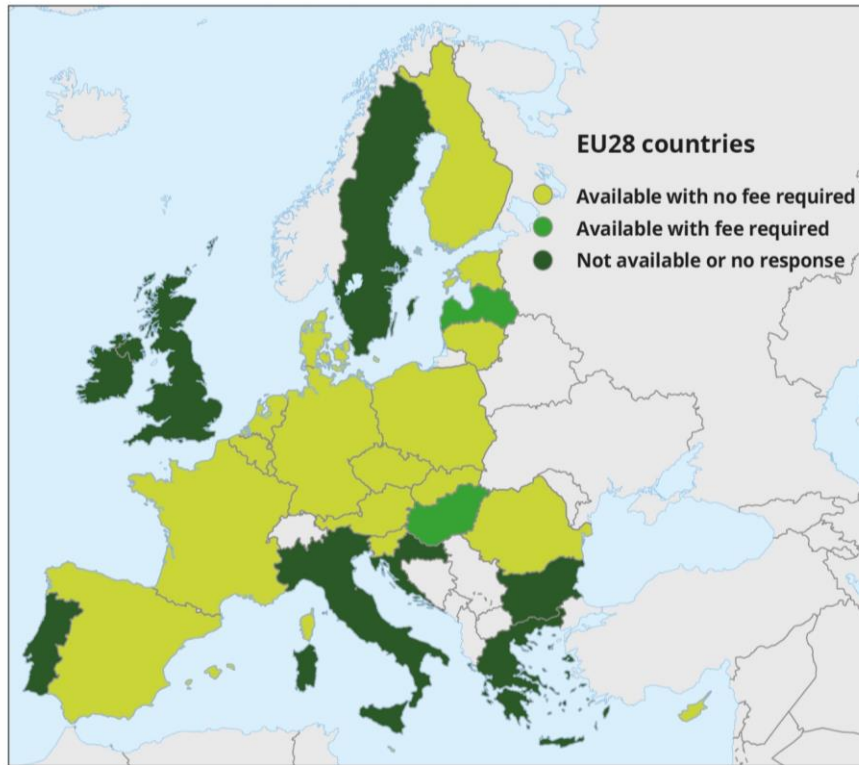 EU28 countries
Available with no fee required
Available with fee required
Not available or no response